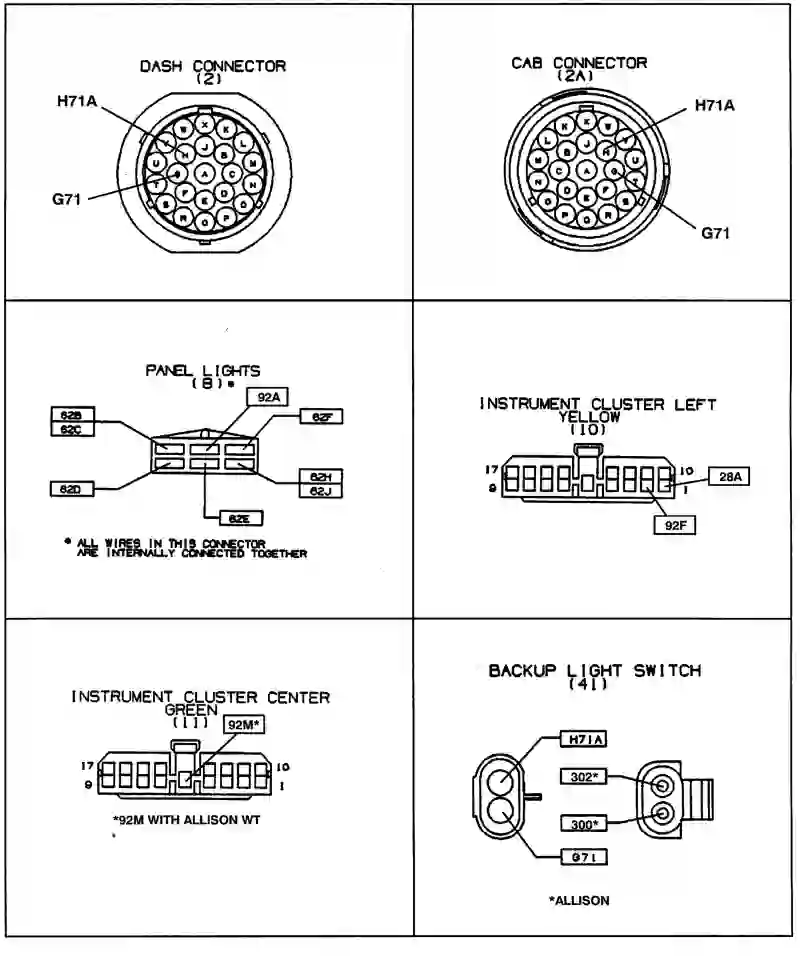 DASH CONNECTOR
(2)
H71A
G71
X
W
K
V
J
L
H
B
U
M
G
A
C
T
N
F
D
S
E
O
R
P
Q
CAB CONNECTOR
(2A)
H71A
G71
X
K
W
L
J
V
B
H
M
U
C
A
G
N
T
D
F
O
E
S
P
R
Q
PANEL LIGHTS
(8)*
92A
62B
62C
62F
62D
62H
62J
62E
* ALL WIRES IN THIS CONNECTOR
ARE INTERNALLY CONNECTED TOGETHER
INSTRUMENT CLUSTER LEFT
YELLOW
(10)
17
10
9
1
28A
92F
INSTRUMENT CLUSTER CENTER
GREEN
(11)
92M*
17
10
9
1
*92M WITH ALLISON WT
BACKUP LIGHT SWITCH
(41)
H71A
302*
300*
G71
*ALLISON